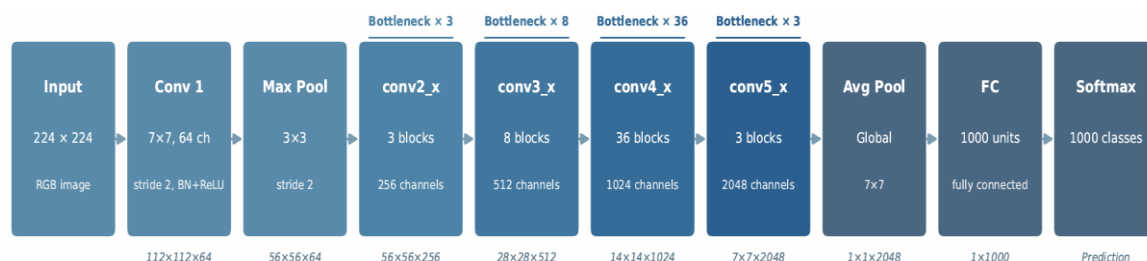 Bottleneck × 3
Bottleneck × 8
Bottleneck × 36
Bottleneck × 3
Input
224 × 224
RGB image
Conv 1
7×7, 64 ch
stride 2, BN+ReLU
112×112×64
Max Pool
3×3
stride 2
56×56×64
conv2_x
3 blocks
256 channels
56×56×256
conv3_x
8 blocks
512 channels
28×28×512
conv4_x
36 blocks
1024 channels
14×14×1024
conv5_x
3 blocks
2048 channels
7×7×2048
Avg Pool
Global
7×7
1×1×2048
FC
1000 units
fully connected
1×1000
Softmax
1000 classes
Prediction